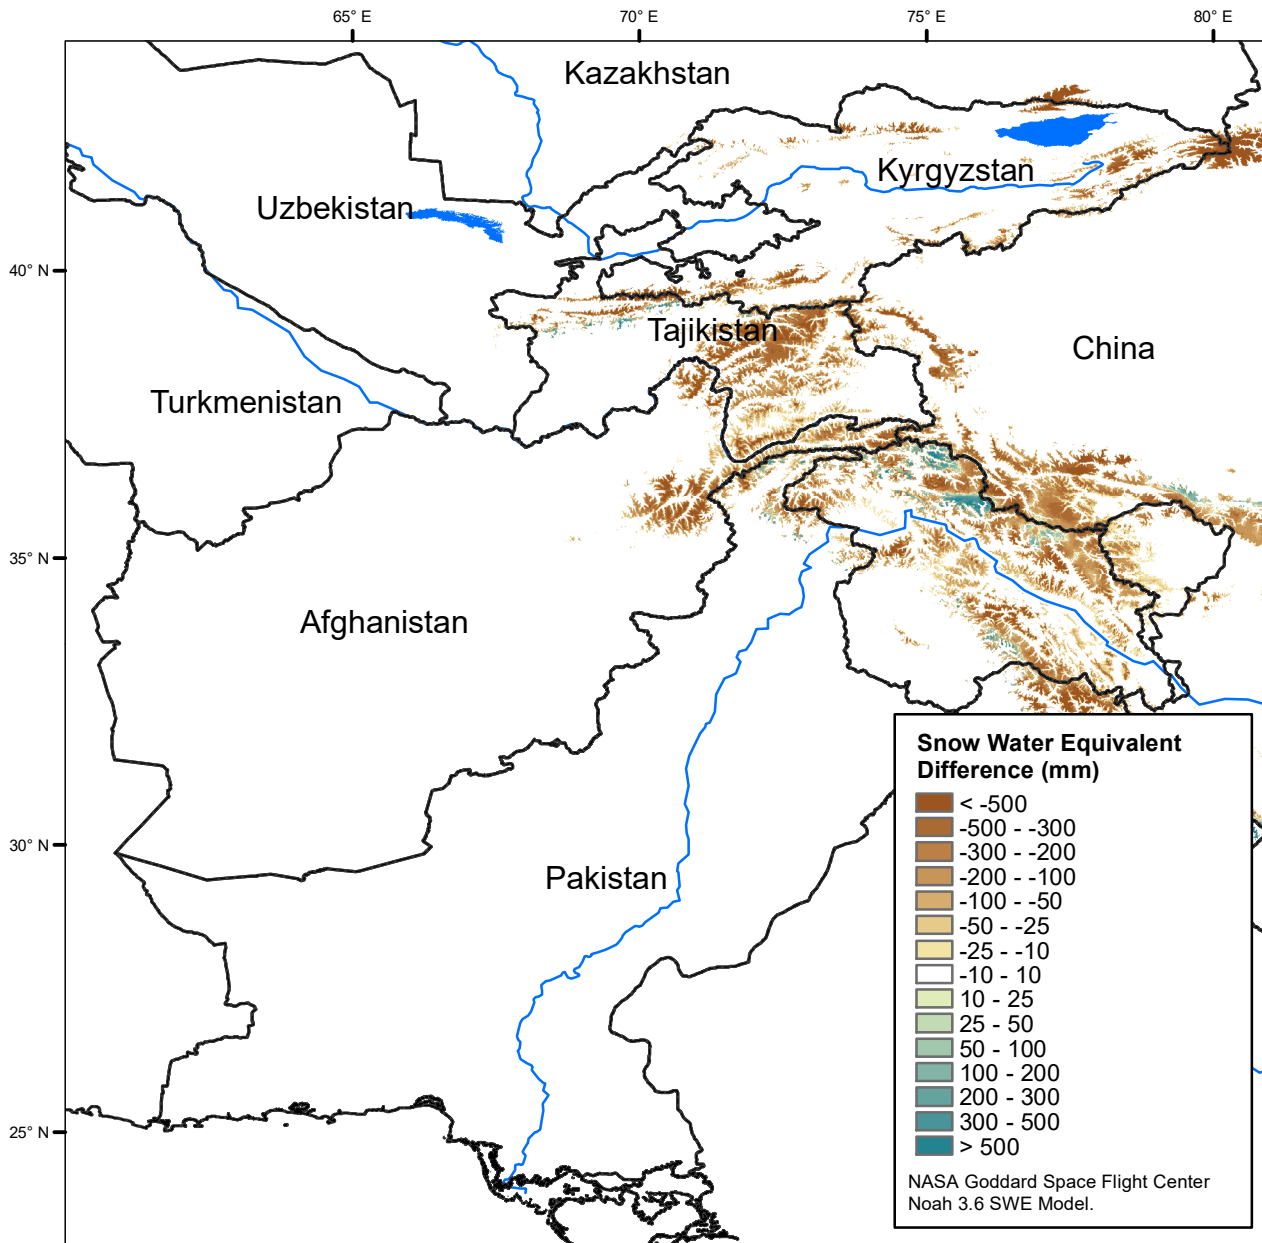 65° E
70° E
75° E
80° E
Kazakhstan
Kyrgyzstan
Uzbekistan
40° N
Tajikistan
China
Turkmenistan
35° N
Afghanistan
30° N
Pakistan
25° N
Snow Water Equivalent
Difference (mm)
< -500
-500 - -300
-300 - -200
-200 - -100
-100 - -50
-50 - -25
-25 - -10
-10 - 10
10 - 25
25 - 50
50 - 100
100 - 200
200 - 300
300 - 500
> 500
NASA Goddard Space Flight Center
Noah 3.6 SWE Model.